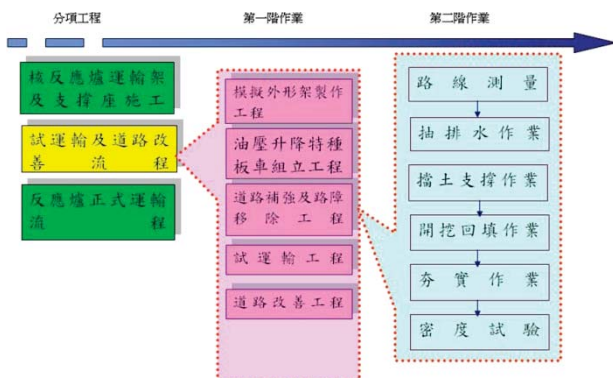 分項工程
第一階作業
第二階作業
核反應爐運輸架
及支撐座施工
試運輸及道路改
善流程
反應爐正式運輸
流程
模擬外形架製作
工程
油壓升降特種
板車組立工程
道路補強及路障
移除工程
試運輸工程
道路改善工程
路線測量
抽排水作業
擋土支撐作業
開挖回填作業
夯實作業
密度試驗